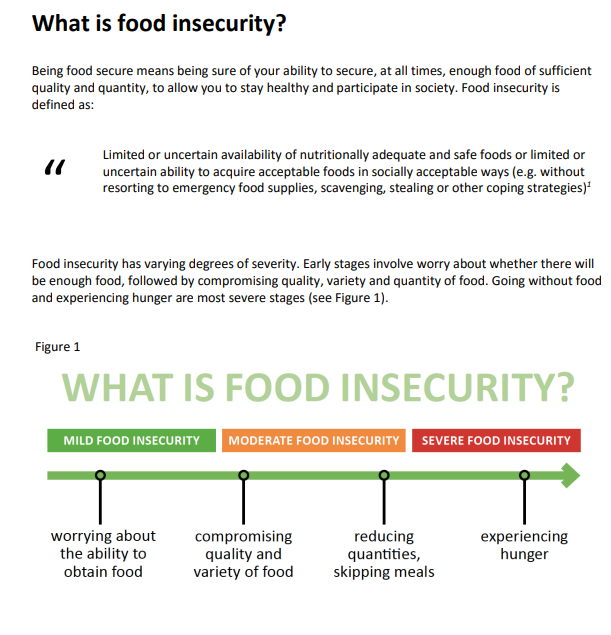 What is food insecurity?
Being food secure means being sure of your ability to secure, at all times, enough food of sufficient
quality and quantity, to allow you to stay healthy and participate in society. Food insecurity is
defined as:
“
Limited or uncertain availability of nutritionally adequate and safe foods or limited or
uncertain ability to acquire acceptable foods in socially acceptable ways (e.g. without
resorting to emergency food supplies, scavenging, stealing or other coping strategies)¹
Food insecurity has varying degrees of severity. Early stages involve worry about whether there will
be enough food, followed by compromising quality, variety and quantity of food. Going without food
and experiencing hunger are most severe stages (see Figure 1).
Figure 1
WHAT IS FOOD INSECURITY?
MILD FOOD INSECURITY
MODERATE FOOD INSECURITY
SEVERE FOOD INSECURITY
worrying about
the ability to
obtain food
compromising
quality and
variety of food
reducing
quantities,
skipping meals
experiencing
hunger